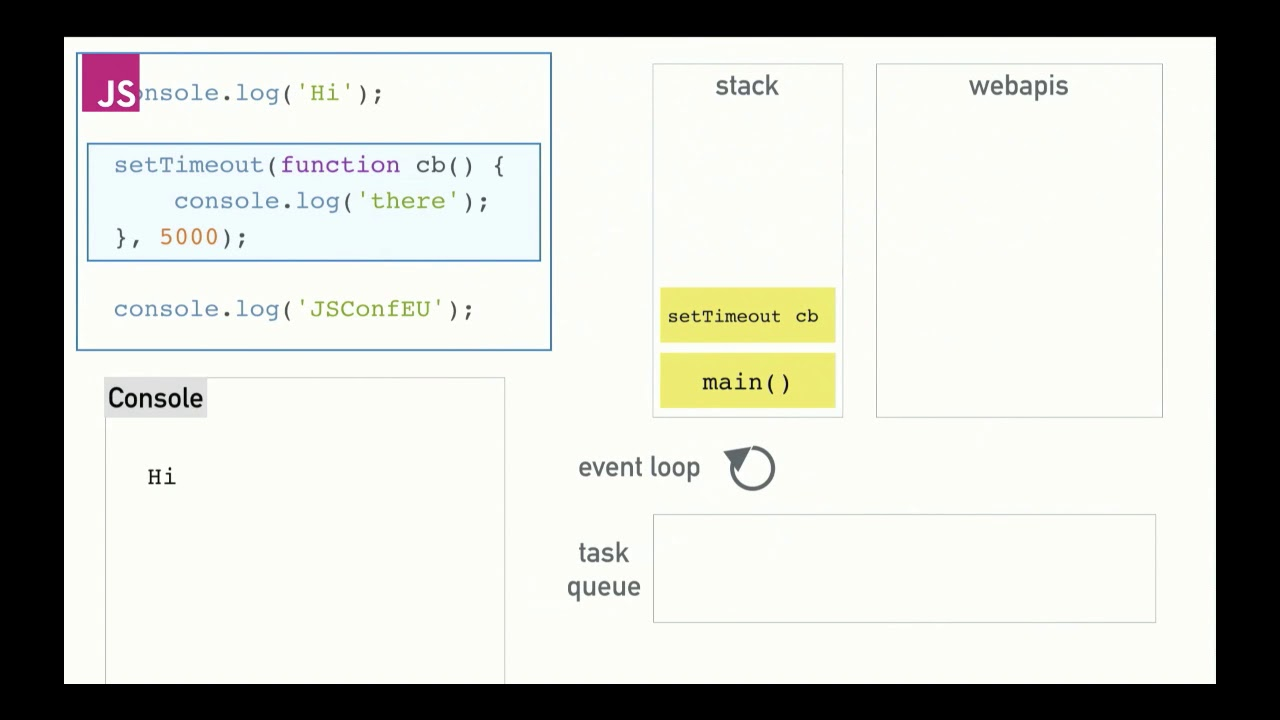 JS
onsole.log('Hi');
setTimeout(function cb() {
    console.log('there');
}, 5000);
console.log('JSConfEU');
Console
Hi
stack
setTimeout cb
main()
webapis
event loop
task
queue